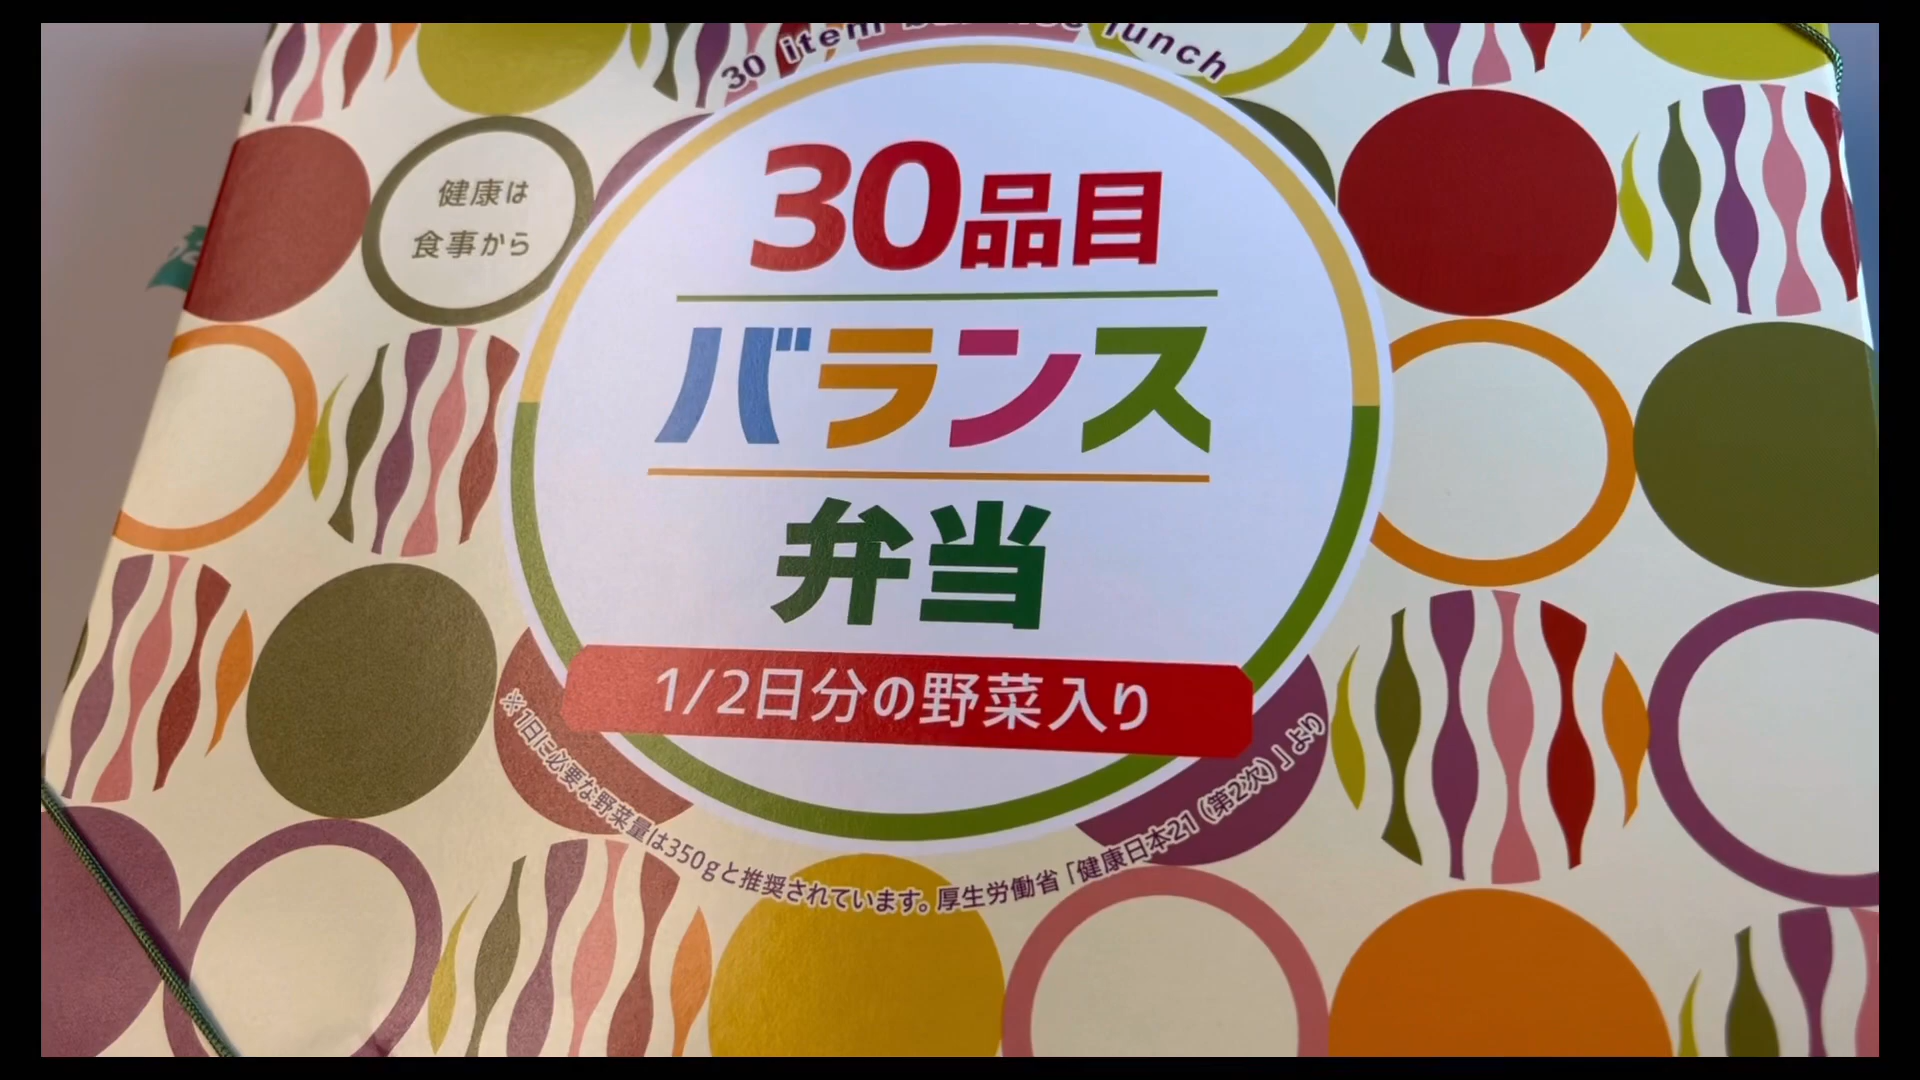 30 item balance lunch
30品目
バランス
弁当
1/2日分の野菜入り
※1日に必要な野菜量は350gと推奨されています。厚生労働省「健康日本21（第2次）」より
健康は
食事から